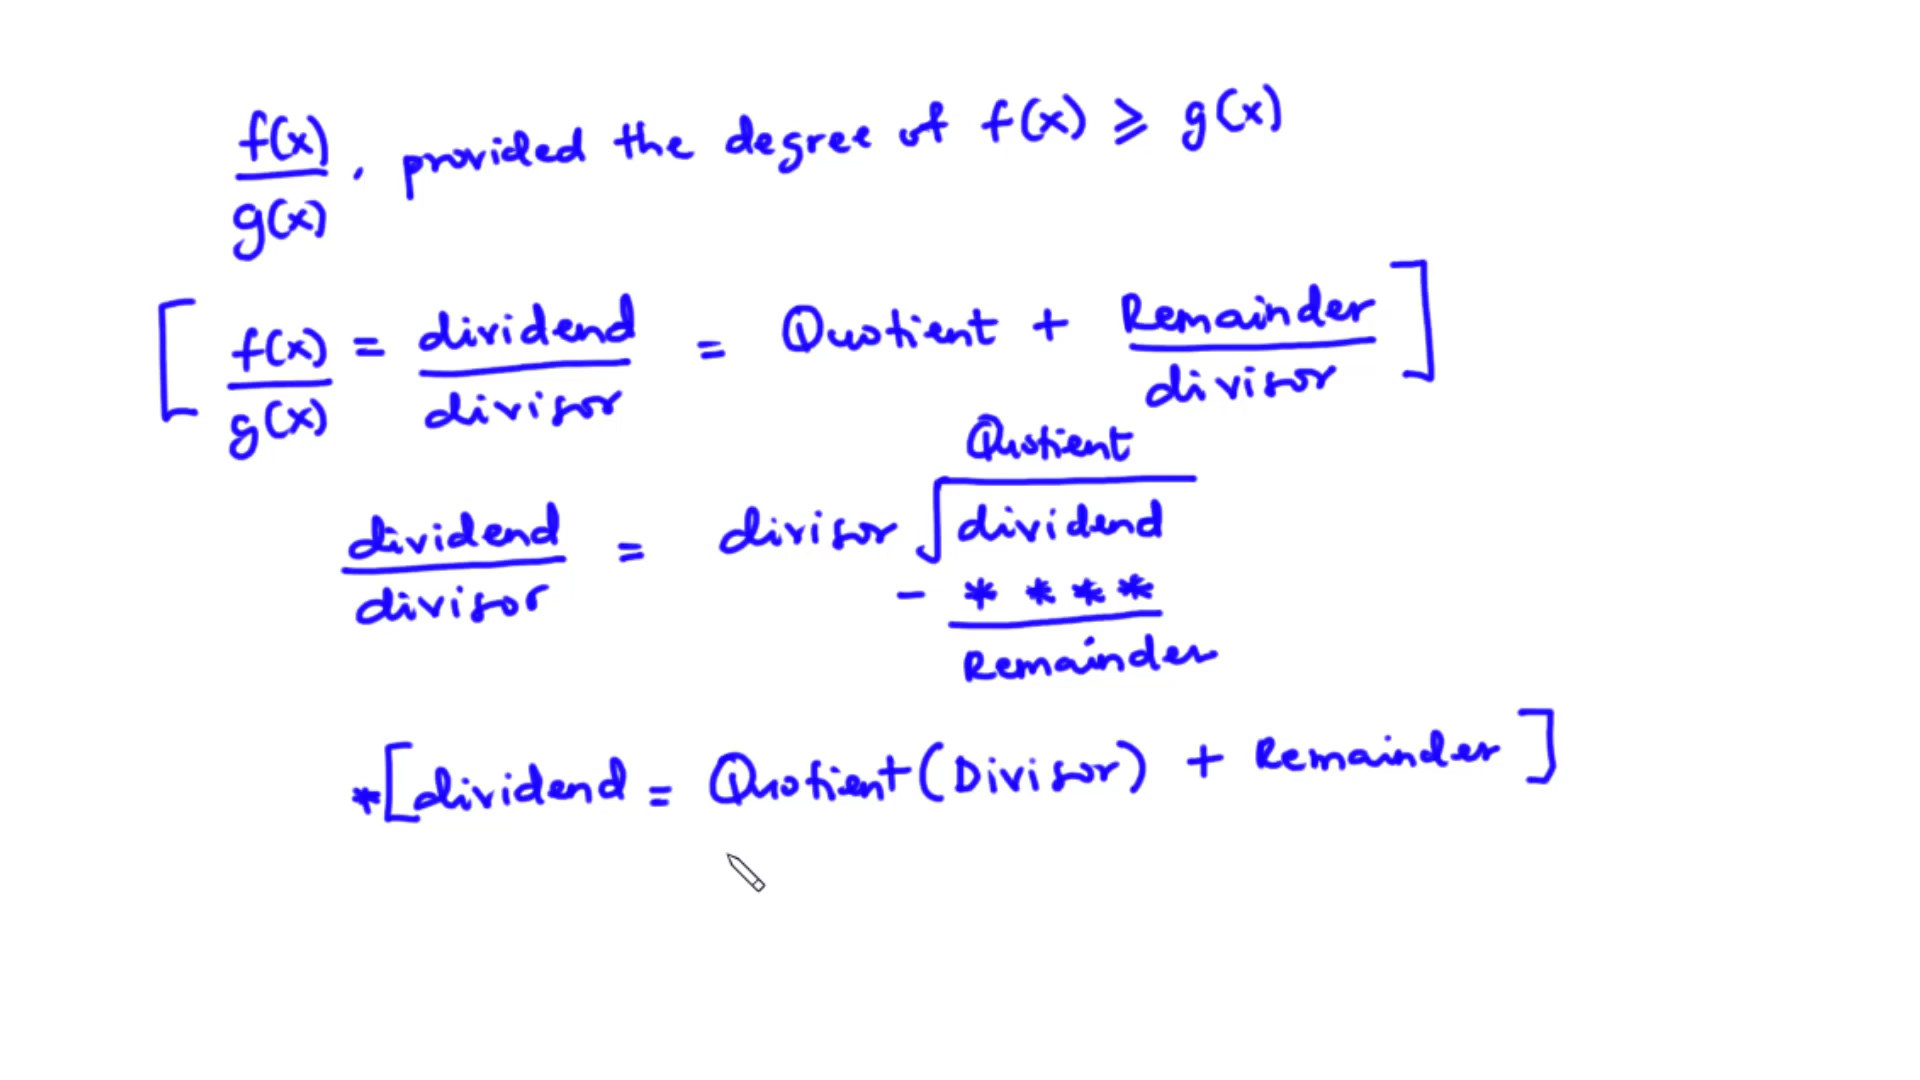 f(x)/g(x), provided the degree of f(x) ⩾ g(x)
[ f(x)/g(x) = dividend/divisor = Quotient + Remainder/divisor ]
Quotient
dividend/divisor = divisor √dividend
- * * * *
Remainder
*[dividend = Quotient (Divisor) + Remainder]